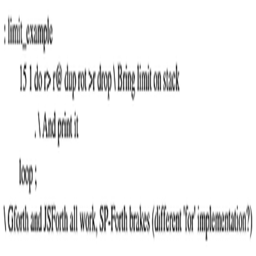 : limit_example
15 1 do r> r@ dup rot >r drop \ Bring limit on stack
. \ And print it
loop ;
\ Gforth and JSForth all work, SP-Forth brakes (different 'for' implementation?)